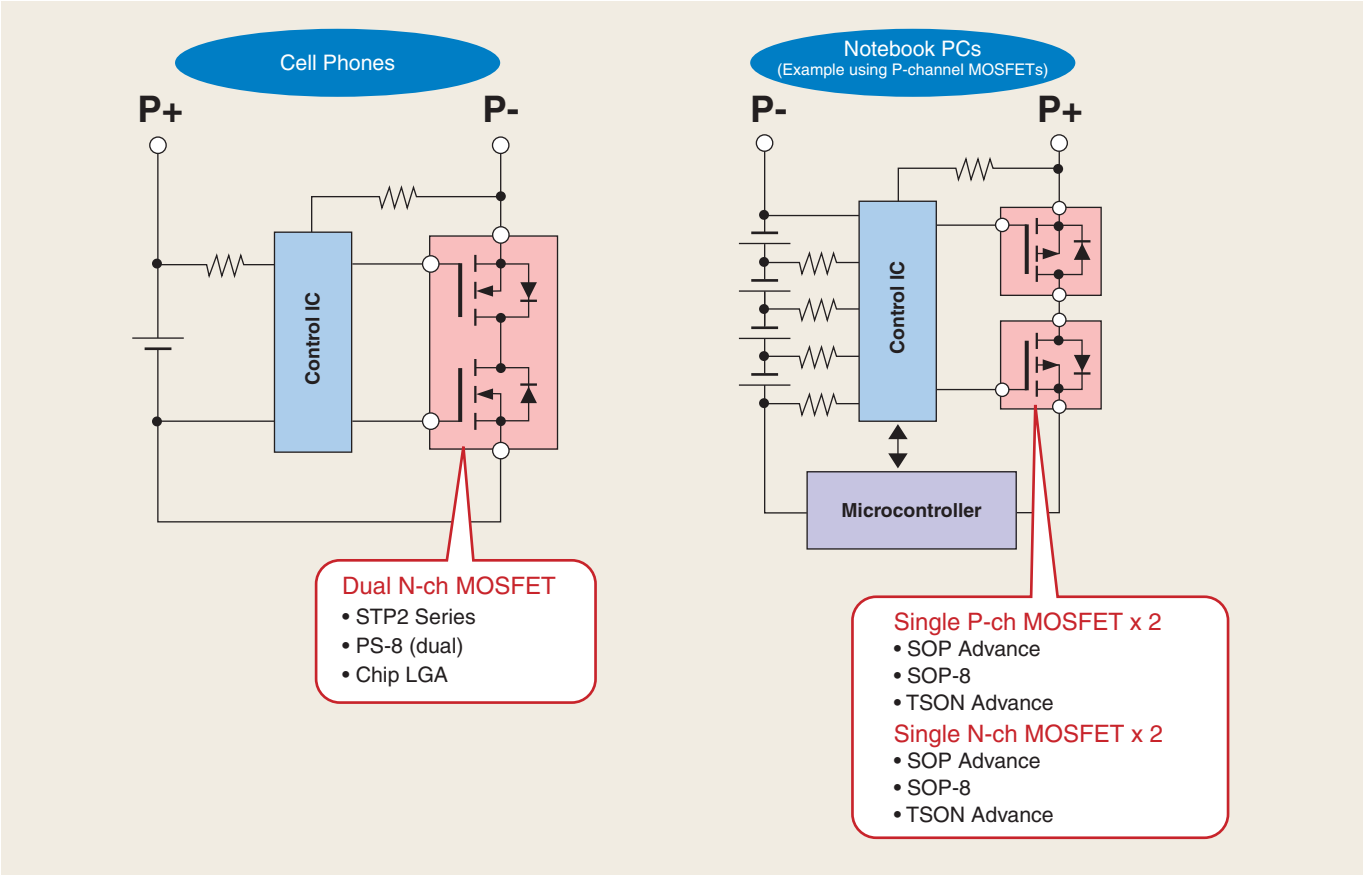 Cell Phones
P+
P-
Control IC
Dual N-ch MOSFET
• STP2 Series
• PS-8 (dual)
• Chip LGA
Notebook PCs
(Example using P-channel MOSFETs)
P-
P+
Control IC
Microcontroller
Single P-ch MOSFET x 2
• SOP Advance
• SOP-8
• TSON Advance
Single N-ch MOSFET x 2
• SOP Advance
• SOP-8
• TSON Advance